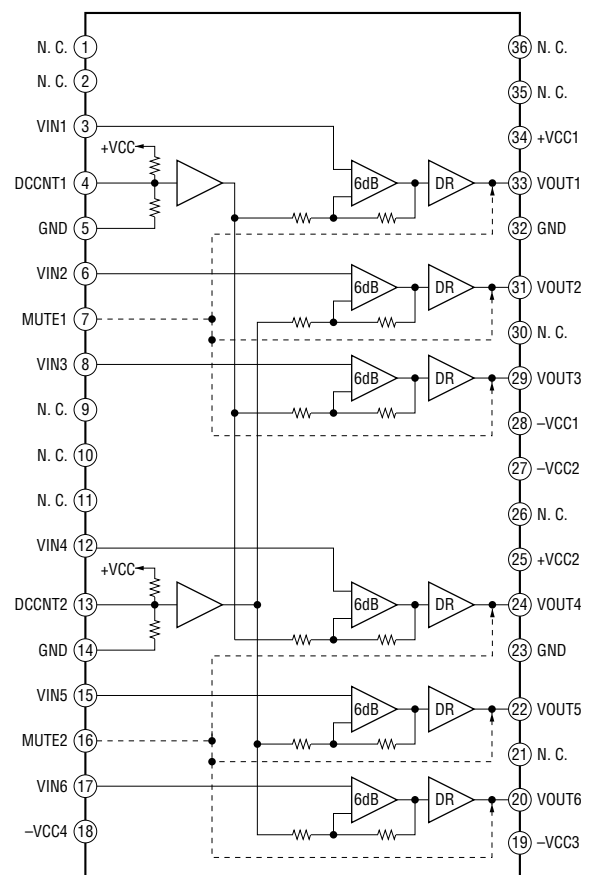 N. C. 1
36 N. C.
N. C. 2
35 N. C.
VIN1 3
34 +VCC1
+VCC
DCCNT1 4
6dB
DR
33 VOUT1
GND 5
32 GND
VIN2 6
6dB
DR
31 VOUT2
MUTE1 7
30 N. C.
VIN3 8
6dB
DR
29 VOUT3
N. C. 9
28 –VCC1
N. C. 10
27 –VCC2
N. C. 11
26 N. C.
VIN4 12
25 +VCC2
+VCC
DCCNT2 13
6dB
DR
24 VOUT4
GND 14
23 GND
VIN5 15
6dB
DR
22 VOUT5
MUTE2 16
21 N. C.
VIN6 17
6dB
DR
20 VOUT6
–VCC4 18
19 –VCC3